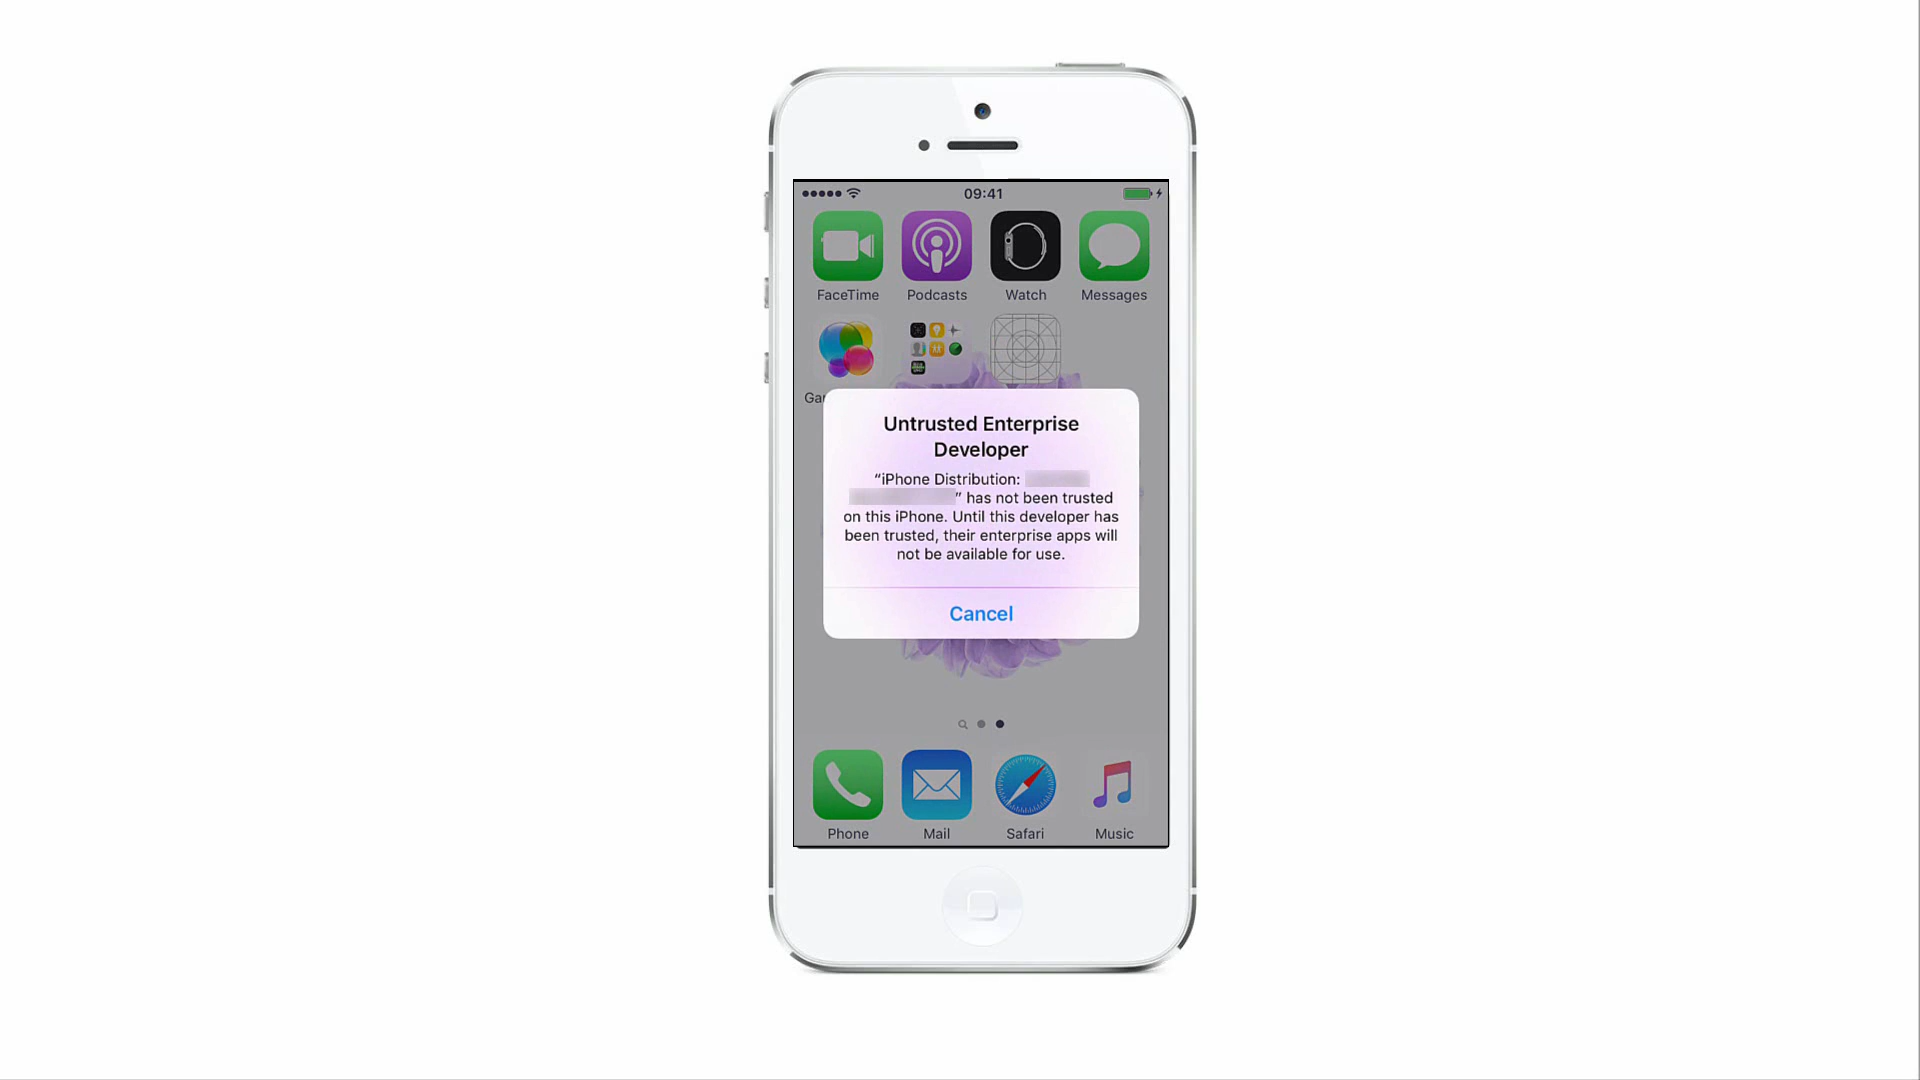 09:41
FaceTime Podcasts Watch Messages
Untrusted Enterprise
Developer
“iPhone Distribution:
” has not been trusted
on this iPhone. Until this developer has
been trusted, their enterprise apps will
not be available for use.
Cancel
Phone Mail Safari Music